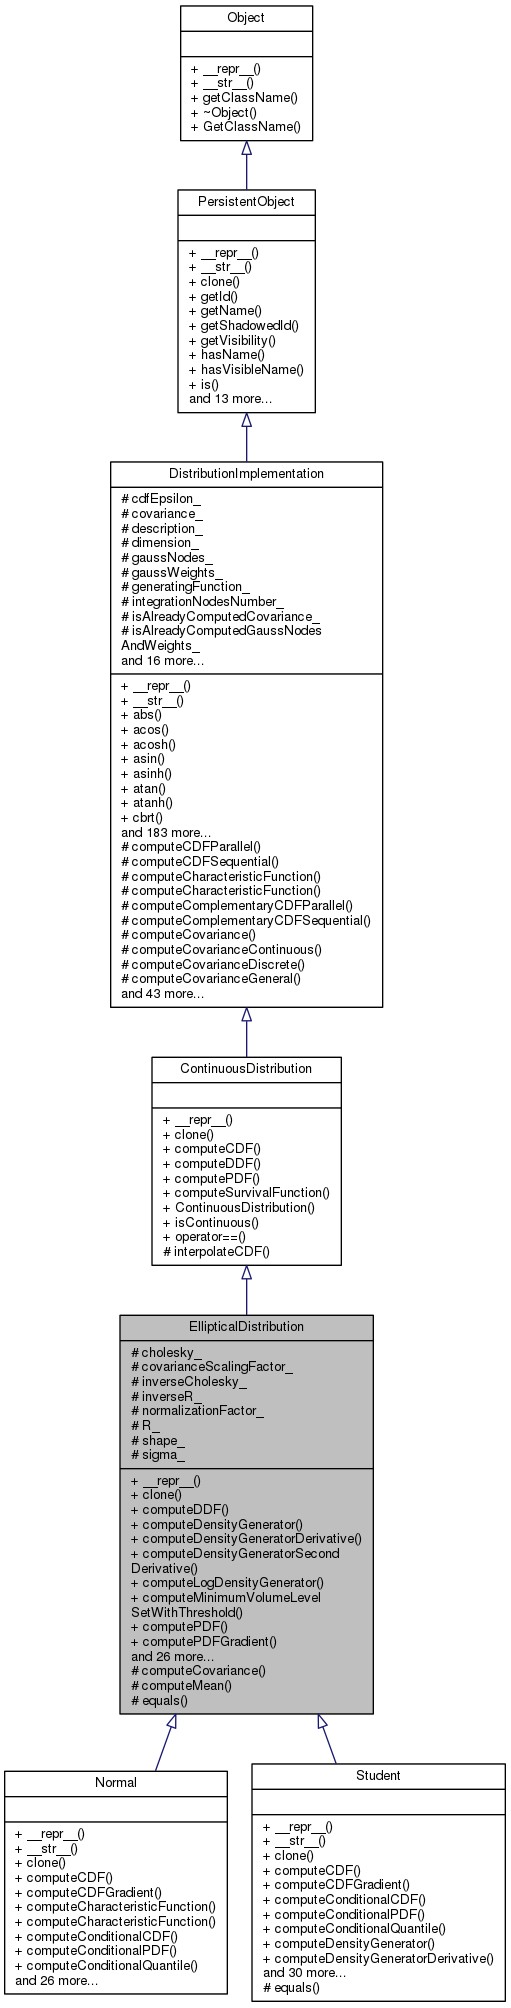 Object
+ __repr__()
+ __str__()
+ getClassName()
+ ~Object()
+ GetClassName()
PersistentObject
+ __repr__()
+ __str__()
+ clone()
+ getId()
+ getName()
+ getShadowedId()
+ getVisibility()
+ hasName()
+ hasVisibleName()
+ is()
and 13 more...
DistributionImplementation
# cdfEpsilon_
# covariance_
# description_
# dimension_
# gaussNodes_
# gaussWeights_
# generatingFunction_
# integrationNodesNumber_
# isAlreadyComputedCovariance_
# isAlreadyComputedGaussNodes
AndWeights_
and 16 more...
+ __repr__()
+ __str__()
+ abs()
+ acos()
+ acosh()
+ asin()
+ asinh()
+ atan()
+ atanh()
+ cbrt()
and 183 more...
# computeCDFParallel()
# computeCDFSequential()
# computeCharacteristicFunction()
# computeCharacteristicFunction()
# computeComplementaryCDFParallel()
# computeComplementaryCDFSequential()
# computeCovariance()
# computeCovarianceContinuous()
# computeCovarianceDiscrete()
# computeCovarianceGeneral()
and 43 more...
ContinuousDistribution
+ __repr__()
+ clone()
+ computeCDF()
+ computeDDF()
+ computePDF()
+ computeSurvivalFunction()
+ ContinuousDistribution()
+ isContinuous()
+ operator==()
# interpolateCDF()
EllipticalDistribution
# cholesky_
# covarianceScalingFactor_
# inverseCholesky_
# inverseR_
# normalizationFactor_
# R_
# shape_
# sigma_
+ __repr__()
+ clone()
+ computeDDF()
+ computeDensityGenerator()
+ computeDensityGeneratorDerivative()
+ computeDensityGeneratorSecond
Derivative()
+ computeLogDensityGenerator()
+ computeMinimumVolumeLevel
SetWithThreshold()
+ computePDF()
+ computePDFGradient()
and 26 more...
# computeCovariance()
# computeMean()
# equals()
Normal
+ __repr__()
+ __str__()
+ clone()
+ computeCDF()
+ computeCDFGradient()
+ computeCharacteristicFunction()
+ computeCharacteristicFunction()
+ computeConditionalCDF()
+ computeConditionalPDF()
+ computeConditionalQuantile()
and 26 more...
Student
+ __repr__()
+ __str__()
+ clone()
+ computeCDF()
+ computeCDFGradient()
+ computeConditionalCDF()
+ computeConditionalPDF()
+ computeConditionalQuantile()
+ computeDensityGenerator()
+ computeDensityGeneratorDerivative()
and 30 more...
# equals()